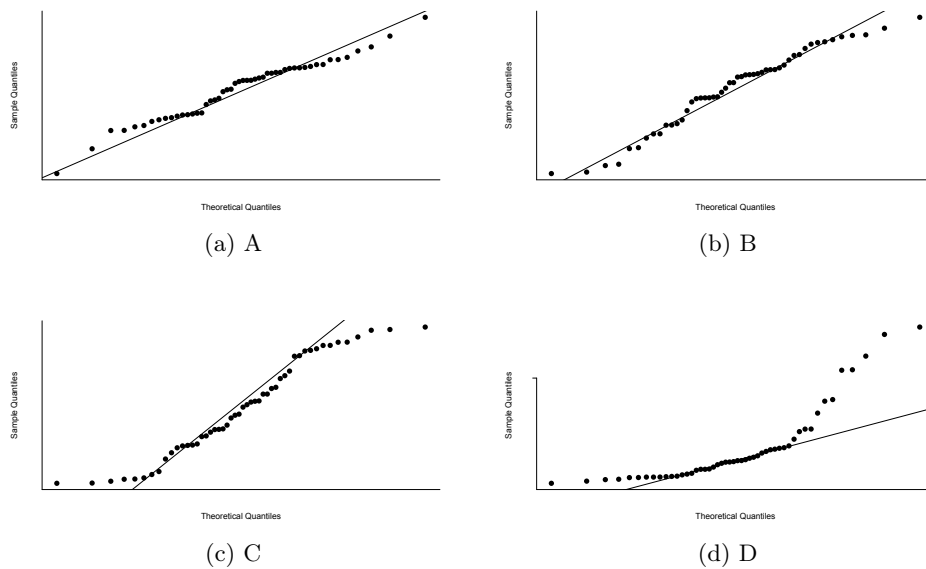 Sample Quantiles
Theoretical Quantiles
(a) A
Sample Quantiles
Theoretical Quantiles
(b) B
Sample Quantiles
Theoretical Quantiles
(c) C
Sample Quantiles
Theoretical Quantiles
(d) D